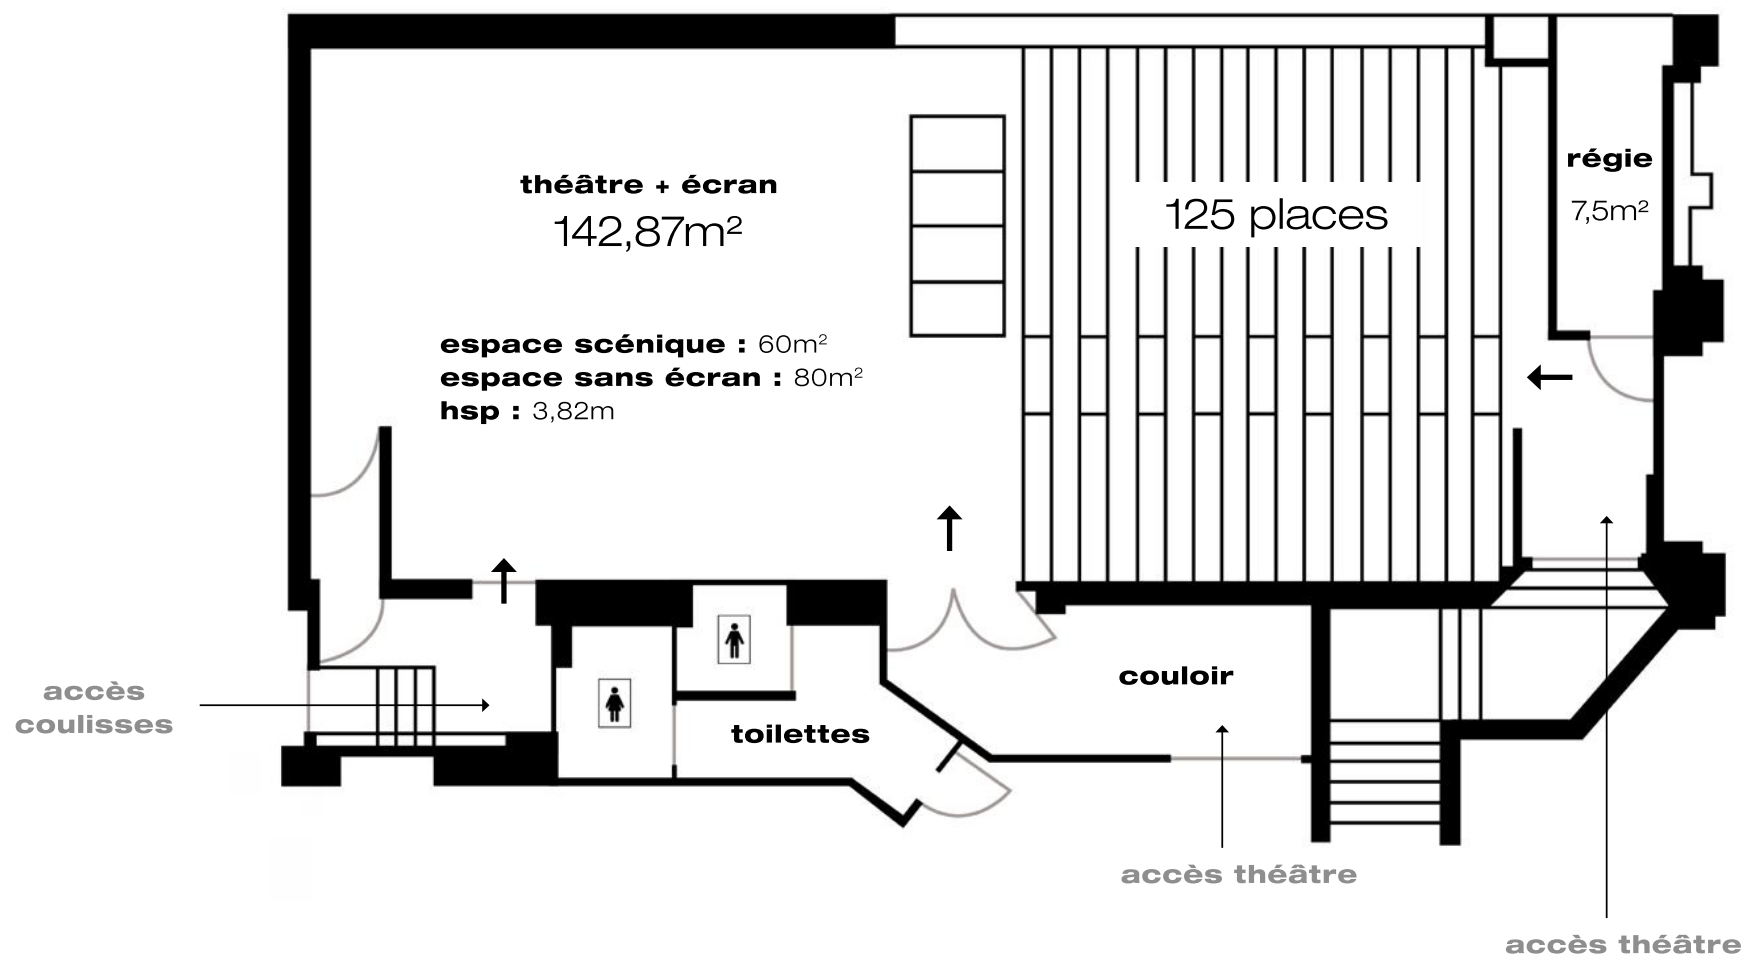 théâtre + écran
142,87m²
125 places
régie
7,5m²
espace scénique : 60m²
espace sans écran : 80m²
hsp : 3,82m
accès
coulisses
toilettes
couloir
accès théâtre
accès théâtre